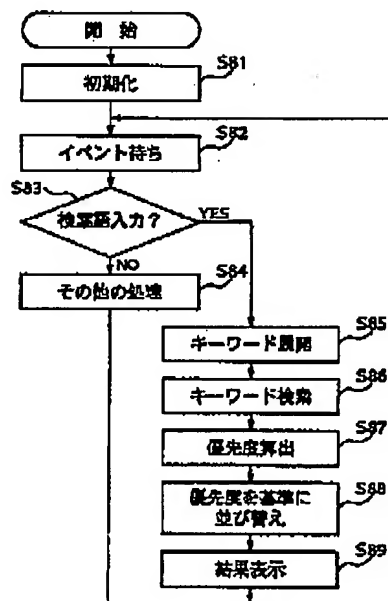 開始
S81
初期化
S82
イベント待ち
S83
検索語入力?
YES
NO
S84
その他の処理
S85
キーワード展開
S86
キーワード検索
S87
優先度算出
S88
優先度を基準に
並び替え
S89
結果表示